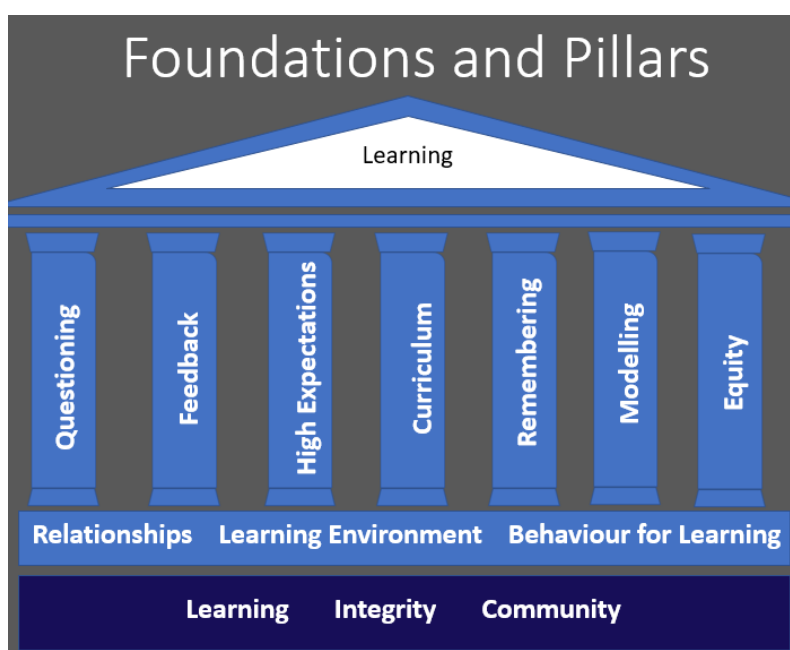 Foundations and Pillars
Learning
Questioning
Feedback
High Expectations
Curriculum
Remembering
Modelling
Equity
Relationships Learning Environment Behaviour for Learning
Learning Integrity Community